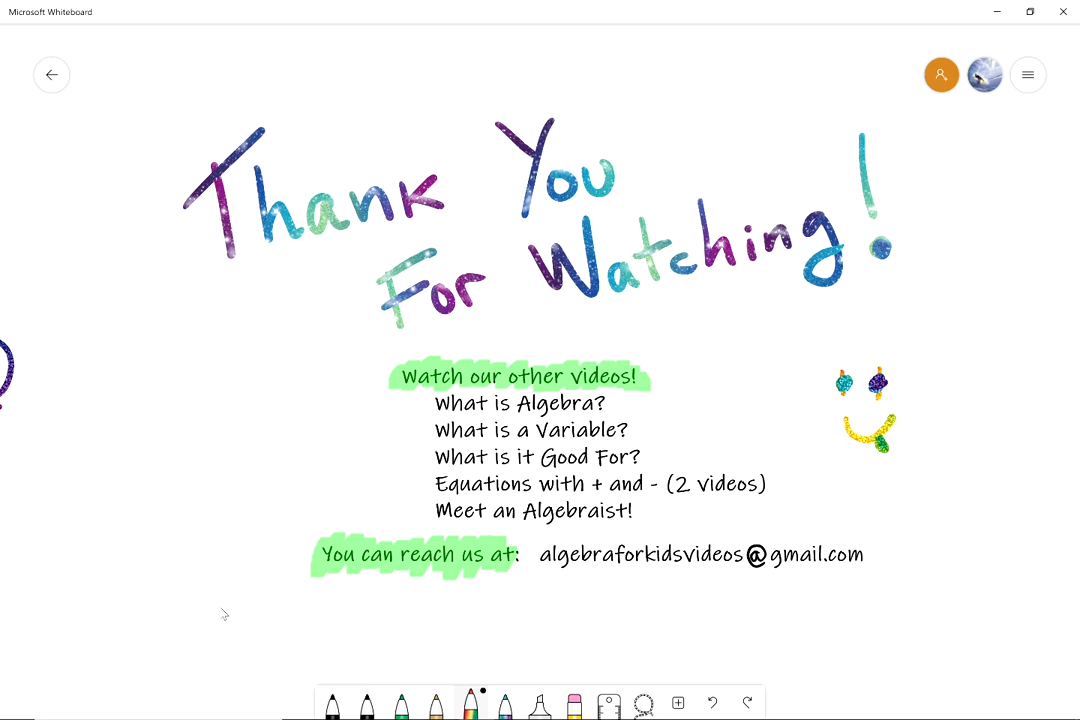 Microsoft Whiteboard
Thank You
For Watching!
Watch our other videos!
What is Algebra?
What is a Variable?
What is it Good For?
Equations with + and - (2 videos)
Meet an Algebraist!
You can reach us at: algebraforkidsvideos@gmail.com